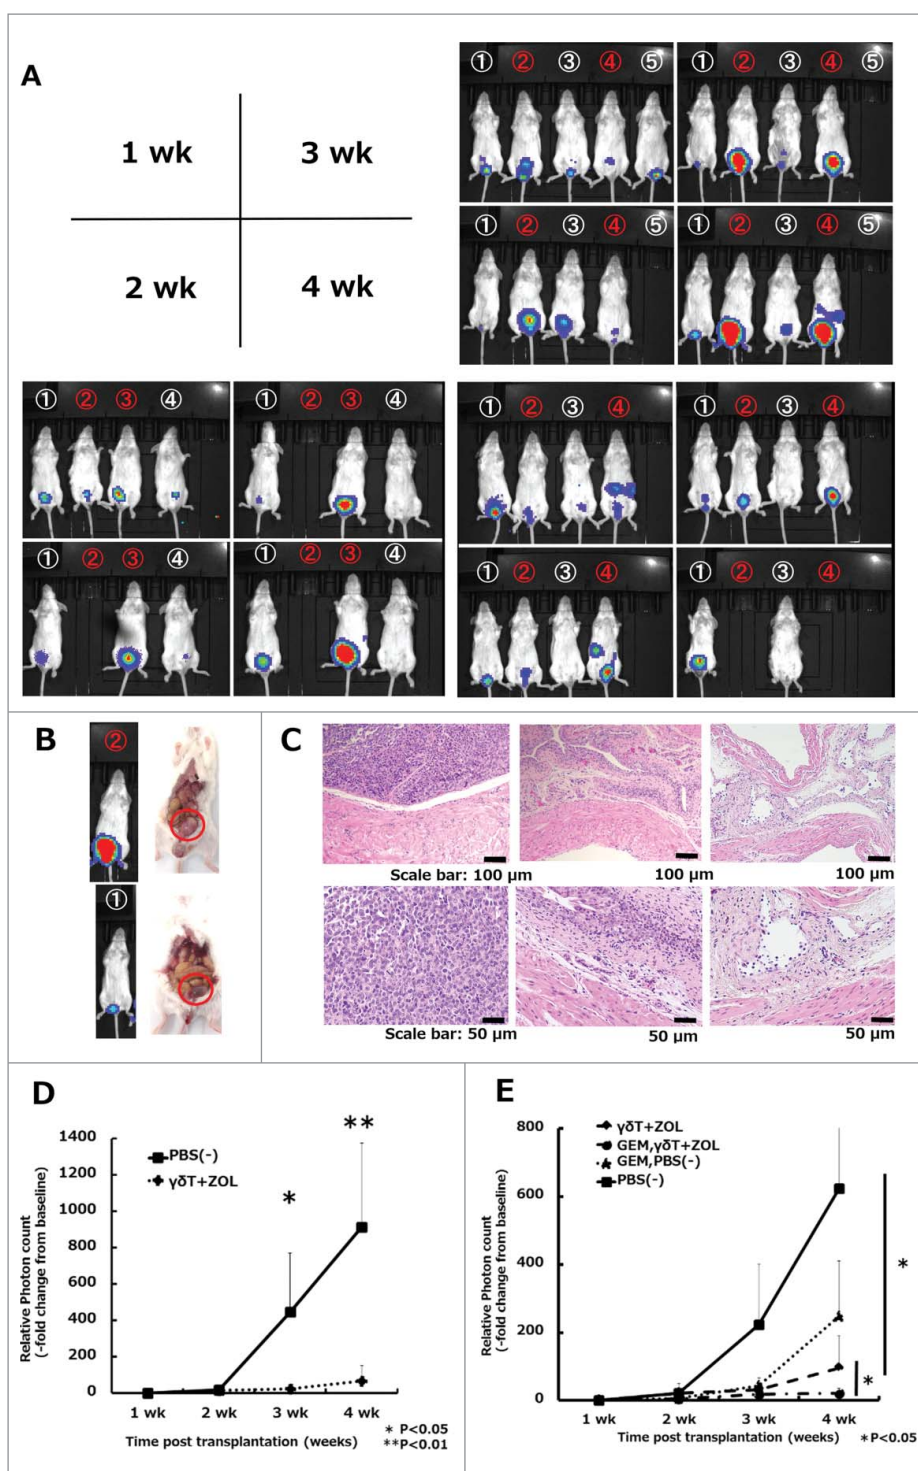 A
1 wk
3 wk
2 wk
4 wk
① ② ③ ④ ⑤
① ② ③ ④ ⑤
① ② ③ ④ ⑤
① ② ③ ④ ⑤
① ② ③ ④
① ② ③ ④
① ② ③ ④
① ② ③ ④
① ② ③ ④
① ② ③ ④
① ② ③ ④
① ② ③ ④
B
②
①
C
Scale bar: 100 μm
100 μm
100 μm
Scale bar: 50 μm
50 μm
50 μm
D
Relative Photon count
(-fold change from baseline)
1400
1200
1000
800
600
400
200
0
PBS(-)
γδT+ZOL
*
**
1 wk 2 wk 3 wk 4 wk
Time post transplantation (weeks)
* P<0.05
**P<0.01
E
Relative Photon count
(-fold change from baseline)
800
600
400
200
0
γδT+ZOL
GEM,γδT+ZOL
GEM,PBS(-)
PBS(-)
*
*
1 wk 2 wk 3 wk 4 wk
Time post transplantation (weeks)
*P<0.05